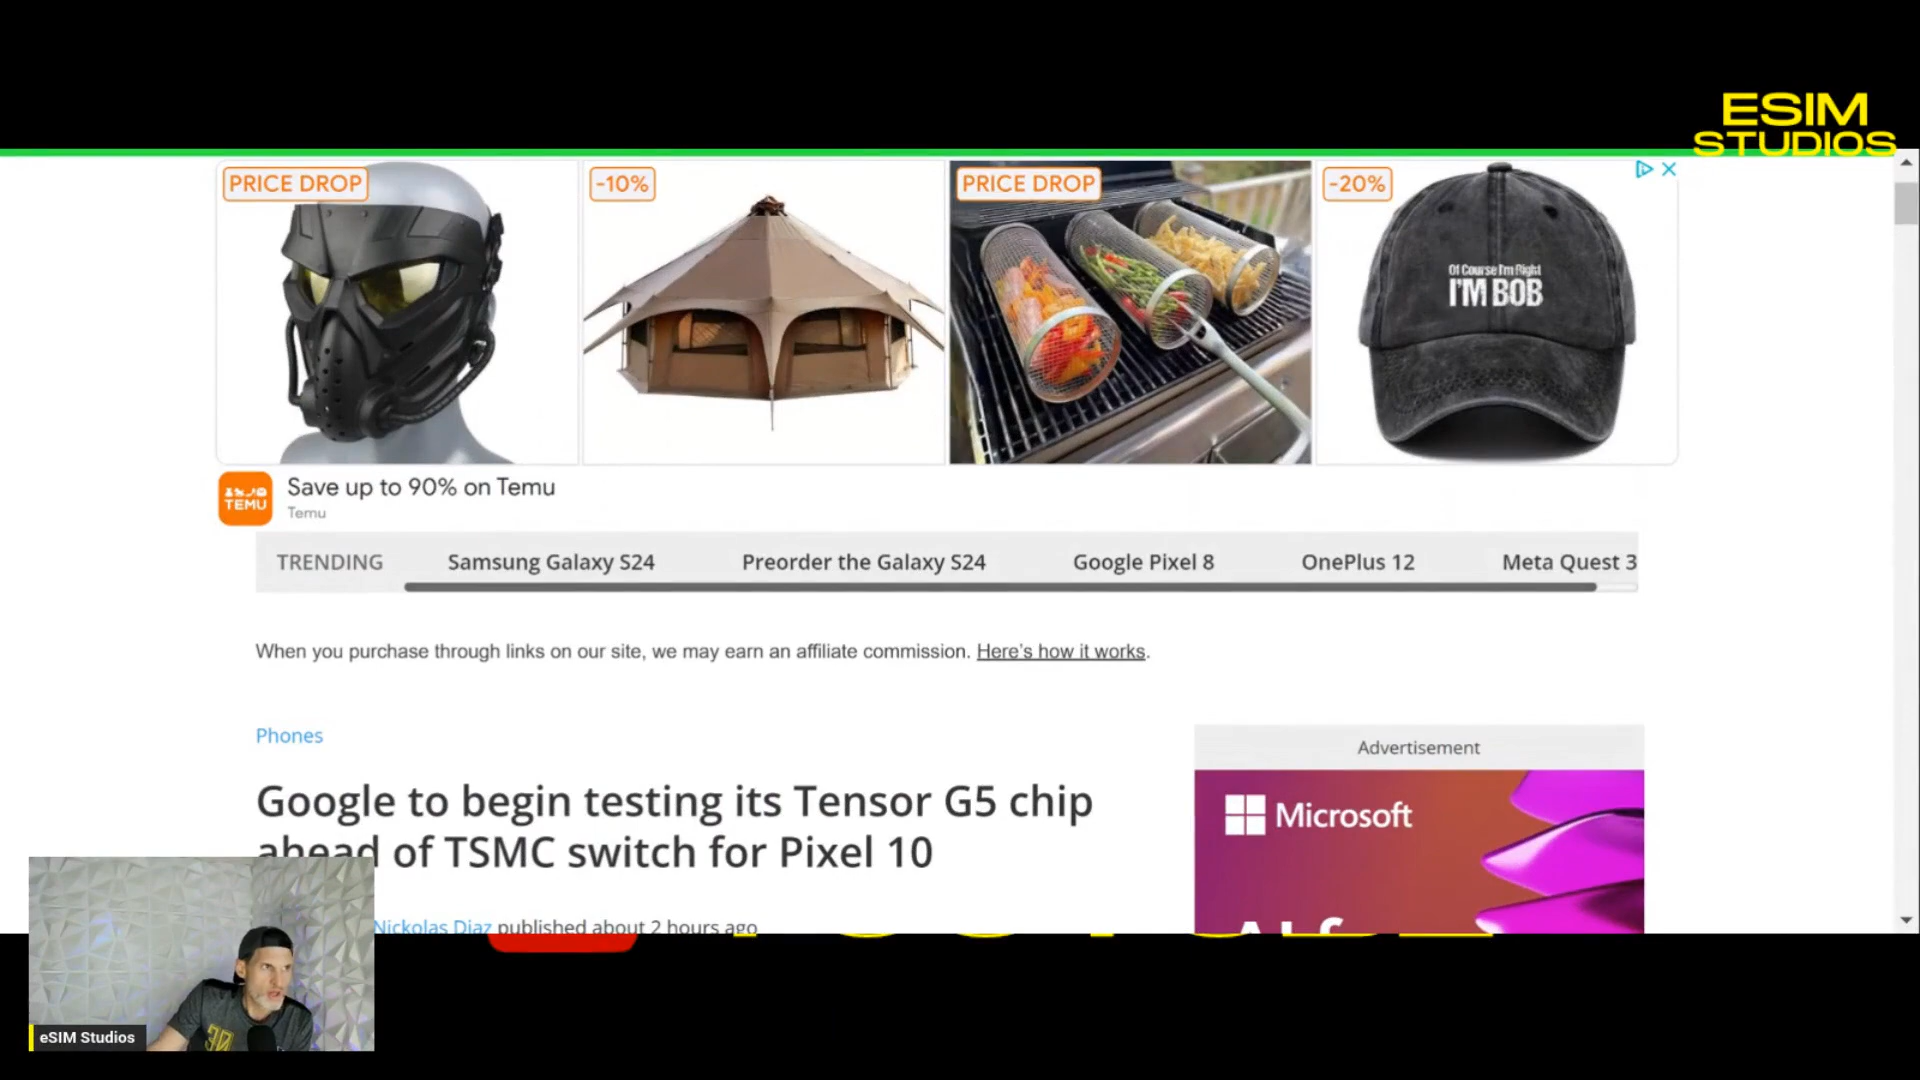 ESIM
STUDIOS
PRICE DROP
-10%
PRICE DROP
-20%
Of Course I'm Right
I'M BOB
TEMU
Save up to 90% on Temu
Temu
TRENDING Samsung Galaxy S24 Preorder the Galaxy S24 Google Pixel 8 OnePlus 12 Meta Quest 3
When you purchase through links on our site, we may earn an affiliate commission. Here's how it works.
Phones
Advertisement
Microsoft
Google to begin testing its Tensor G5 chip
ahead of TSMC switch for Pixel 10
Nickolas Diaz published about 2 hours ago
eSIM Studios